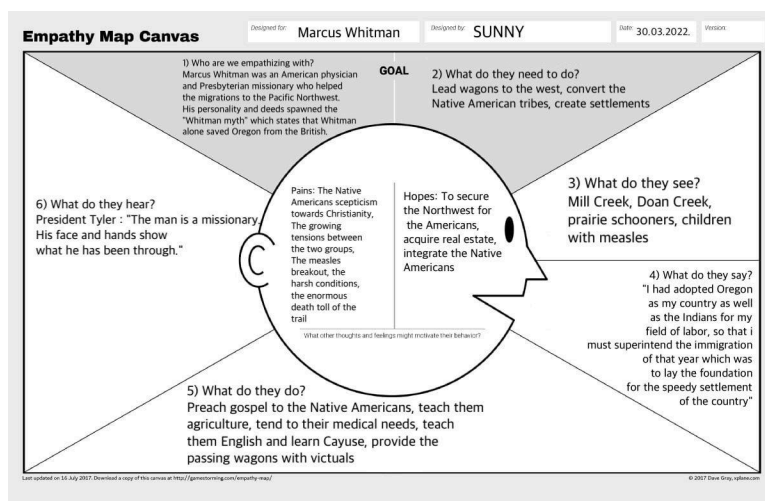 Empathy Map Canvas
Designed for:
Marcus Whitman
Designed by:
SUNNY
Date:
30.03.2022.
Version:
GOAL
1) Who are we empathizing with?
Marcus Whitman was an American physician
and Presbyterian missionary who helped
the migrations to the Pacific Northwest.
His personality and deeds spawned the
"Whitman myth" which states that Whitman
alone saved Oregon from the British.
2) What do they need to do?
Lead wagons to the west, convert the
Native American tribes, create settlements
3) What do they see?
Mill Creek, Doan Creek,
prairie schooners, children
with measles
4) What do they say?
"I had adopted Oregon
as my country as well
as the Indians for my
field of labor, so that i
must superintend the immigration
of that year which was
to lay the foundation
for the speedy settlement
of the country"
5) What do they do?
Preach gospel to the Native Americans, teach them
agriculture, tend to their medical needs, teach
them English and learn Cayuse, provide the
passing wagons with victuals
6) What do they hear?
President Tyler : "The man is a missionary.
His face and hands show
what he has been through."
Pains: The Native
Americans scepticism
towards Christianity,
The growing
tensions between
the two groups,
The measles
breakout, the
harsh conditions,
the enormous
death toll of the
trail
Hopes: To secure
the Northwest for
the Americans,
acquire real estate,
integrate the Native
Americans
What other thoughts and feelings might motivate their behavior?
Last updated on 16 July 2017. Download a copy of this canvas at http://gamestorming.com/empathy-map/
© 2017 Dave Gray, xplane.com